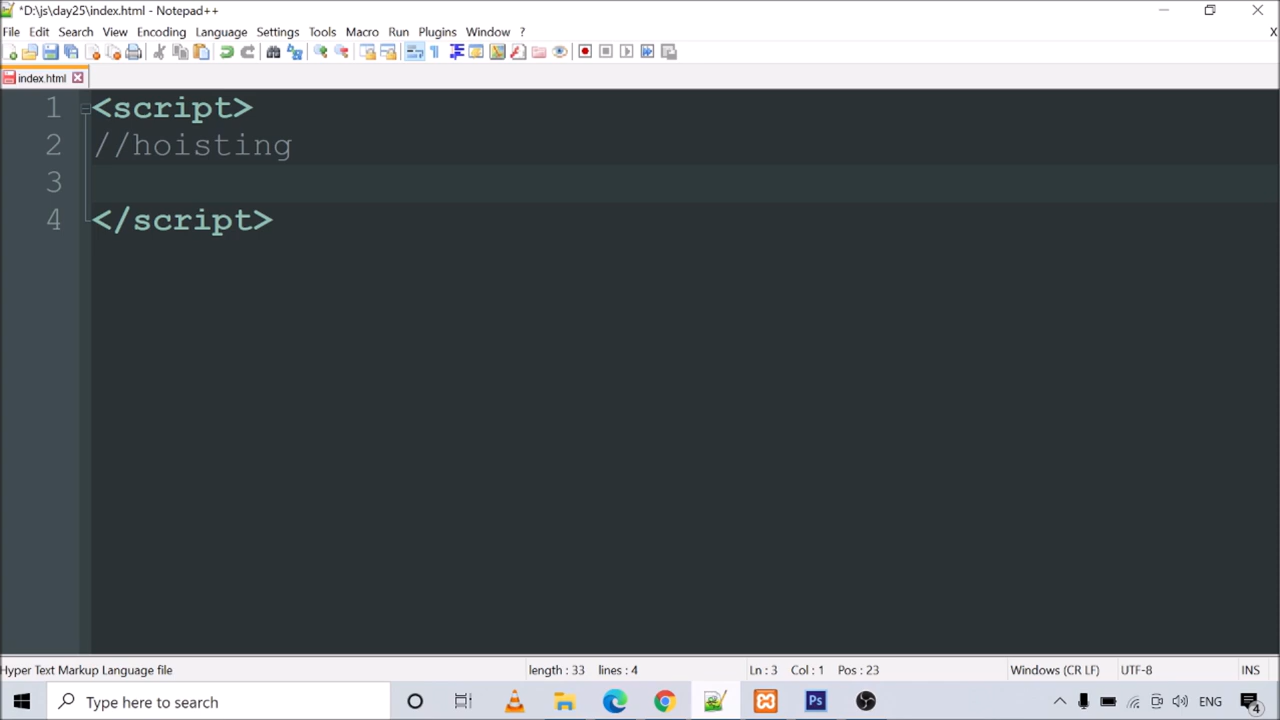 *D:\js\day25\index.html - Notepad++
File Edit Search View Encoding Language Settings Tools Macro Run Plugins Window ? X
index.html
1 <script>
2 //hoisting
3
4 </script>
Hyper Text Markup Language file length : 33 lines : 4 Ln : 3 Col : 1 Pos : 23 Windows (CR LF) UTF-8 INS
Type here to search Ps ENG 4